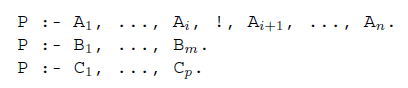 P :- A₁, ..., Aᵢ, !, Aᵢ₊₁, ..., Aₙ.
P :- B₁, ..., Bₘ.
P :- C₁, ..., Cₚ.